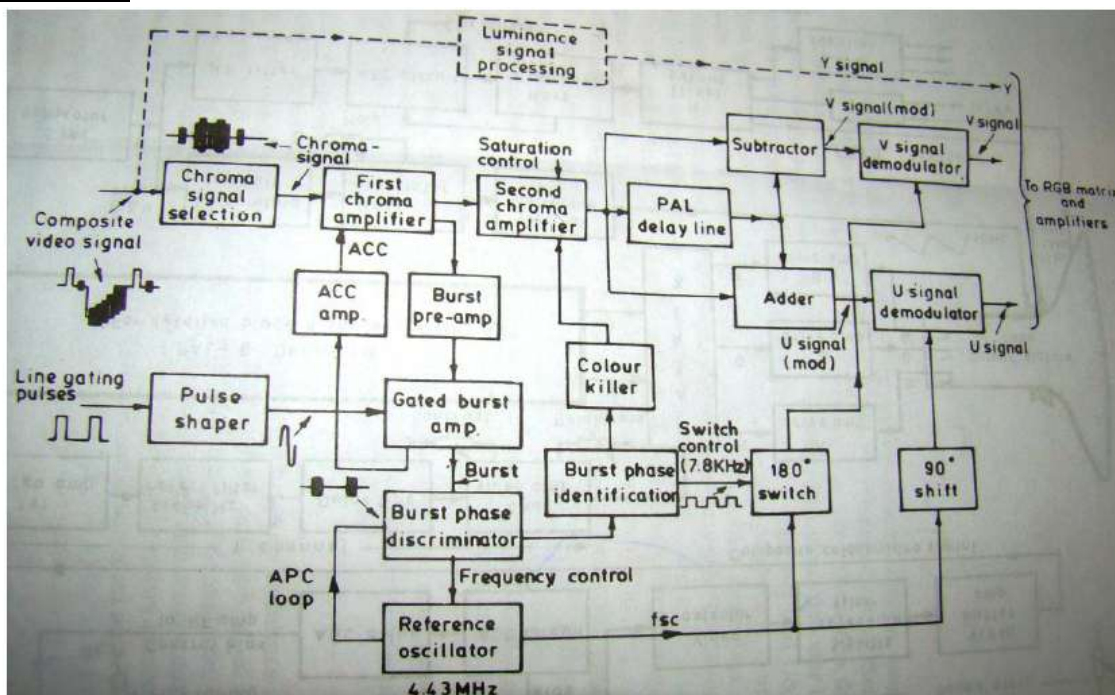 Luminance
signal
processing
Y signal
Y
V signal(mod)
V signal
Chroma-
signal
Saturation
control
Subtractor
V signal
demodulator
Chroma
signal
selection
First
chroma
amplifier
Second
chroma
amplifier
PAL
delay line
To RGB matrix
and
amplifiers
Composite
video signal
ACC
ACC
amp.
Burst
pre-amp
Adder
U signal
demodulator
U signal
(mod)
U signal
Line gating
pulses
Pulse
shaper
Gated burst
amp.
Colour
killer
Switch
control
(7.8KHz)
Burst
Burst phase
identification
180°
switch
90°
shift
Burst phase
discriminator
APC
loop
Frequency control
Reference
oscillator
fsc
4.43MHz